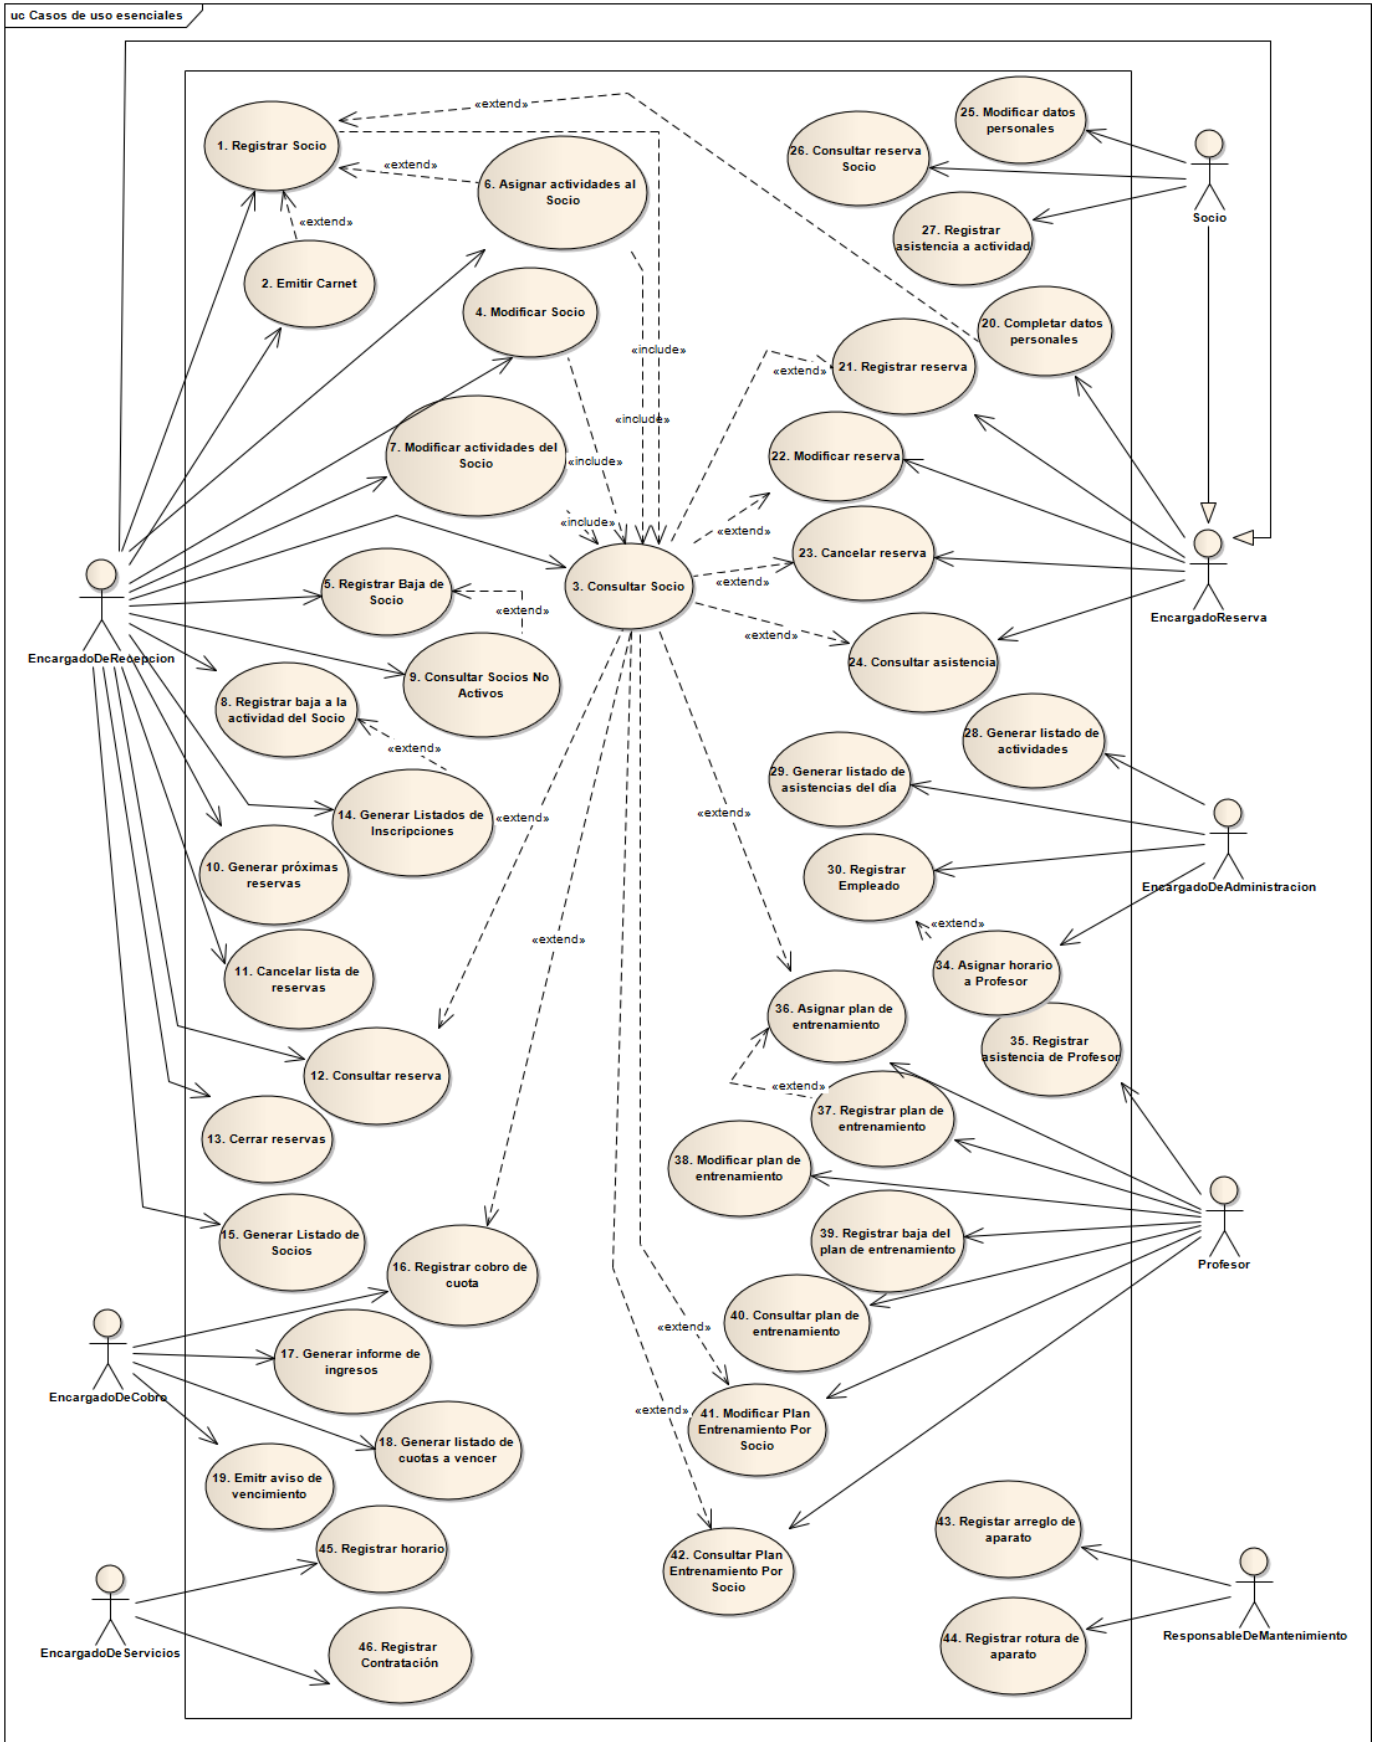 uc Casos de uso esenciales
«extend»
1. Registrar Socio
«extend»
6. Asignar actividades al
Socio
«extend»
2. Emitir Carnet
4. Modificar Socio
25. Modificar datos
personales
26. Consultar reserva
Socio
27. Registrar
asistencia a actividad
Socio
20. Completar datos
personales
«include»
21. Registrar reserva
«extend»
«include»
7. Modificar actividades del
Socio
«include»
22. Modificar reserva
«include»
«extend»
23. Cancelar reserva
3. Consultar Socio
«extend»
5. Registrar Baja de
Socio
«extend»
EncargadoReserva
«extend»
24. Consultar asistencia
EncargadoDeRecepcion
9. Consultar Socios No
Activos
8. Registrar baja a la
actividad del Socio
«extend»
28. Generar listado de
actividades
29. Generar listado de
asistencias del día
14. Generar Listados de
Inscripciones
«extend»
«extend»
10. Generar próximas
reservas
30. Registrar
Empleado
EncargadoDeAdministracion
«extend»
«extend»
11. Cancelar lista de
reservas
34. Asignar horario
a Profesor
36. Asignar plan de
entrenamiento
35. Registrar
asistencia de Profesor
12. Consultar reserva
«extend»
37. Registrar plan de
entrenamiento
13. Cerrar reservas
38. Modificar plan de
entrenamiento
15. Generar Listado de
Socios
39. Registrar baja del
plan de entrenamiento
16. Registrar cobro de
cuota
Profesor
40. Consultar plan de
entrenamiento
«extend»
17. Generar informe de
ingresos
EncargadoDeCobro
«extend»
41. Modificar Plan
Entrenamiento Por
Socio
18. Generar listado de
cuotas a vencer
19. Emitr aviso de
vencimiento
43. Registar arreglo de
aparato
45. Registrar horario
42. Consultar Plan
Entrenamiento Por
Socio
EncargadoDeServicios
46. Registrar
Contratación
44. Registrar rotura de
aparato
ResponsableDeMantenimiento